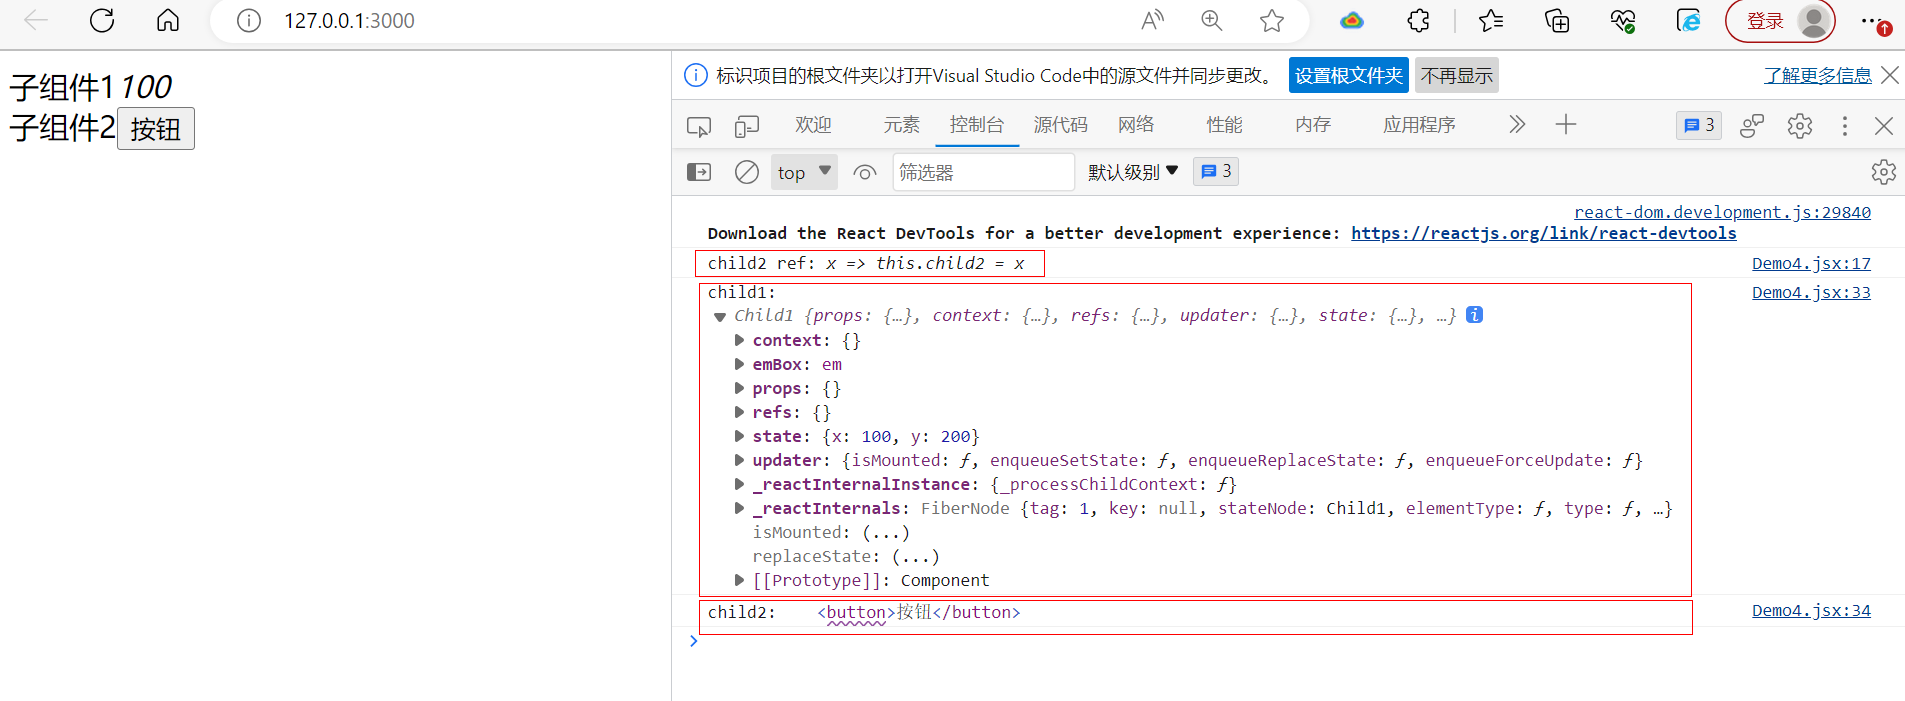 127.0.0.1:3000
登录
子组件1 100
子组件2 按钮
标识项目的根文件夹以打开Visual Studio Code中的源文件并同步更改。 设置根文件夹 不再显示 了解更多信息
欢迎 元素 控制台 源代码 网络 性能 内存 应用程序 3
top 筛选器 默认级别 3
react-dom.development.js:29840
Download the React DevTools for a better development experience: https://reactjs.org/link/react-devtools
child2 ref: x => this.child2 = x Demo4.jsx:17
child1: Demo4.jsx:33
Child1 {props: {…}, context: {…}, refs: {…}, updater: {…}, state: {…}, …}
context: {}
emBox: em
props: {}
refs: {}
state: {x: 100, y: 200}
updater: {isMounted: ƒ, enqueueSetState: ƒ, enqueueReplaceState: ƒ, enqueueForceUpdate: ƒ}
_reactInternalInstance: {_processChildContext: ƒ}
_reactInternals: FiberNode {tag: 1, key: null, stateNode: Child1, elementType: ƒ, type: ƒ, …}
isMounted: (...)
replaceState: (...)
[[Prototype]]: Component
child2: <button>按钮</button> Demo4.jsx:34